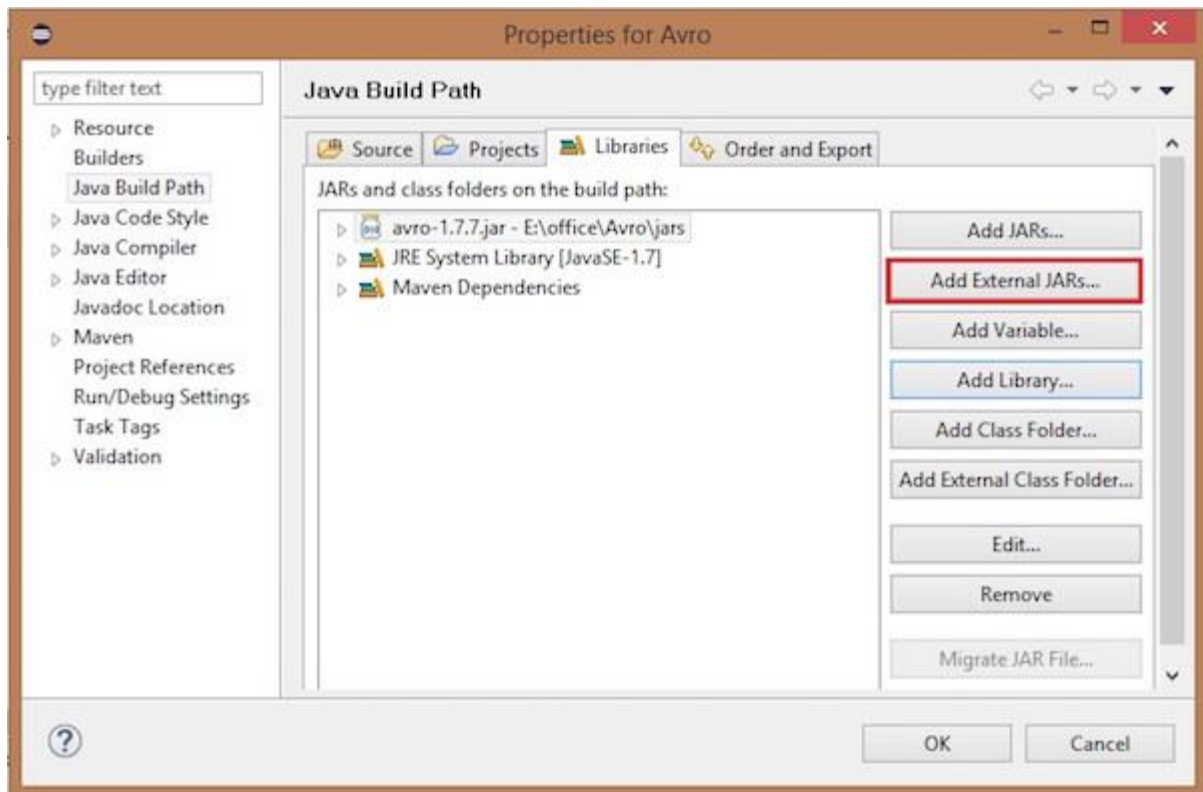 Properties for Avro
type filter text
Resource
Builders
Java Build Path
Java Code Style
Java Compiler
Java Editor
Javadoc Location
Maven
Project References
Run/Debug Settings
Task Tags
Validation
Java Build Path
Source Projects Libraries Order and Export
JARs and class folders on the build path:
avro-1.7.7.jar - E:\office\Avro\jars
JRE System Library [JavaSE-1.7]
Maven Dependencies
Add JARs...
Add External JARs...
Add Variable...
Add Library...
Add Class Folder...
Add External Class Folder...
Edit...
Remove
Migrate JAR File...
OK Cancel